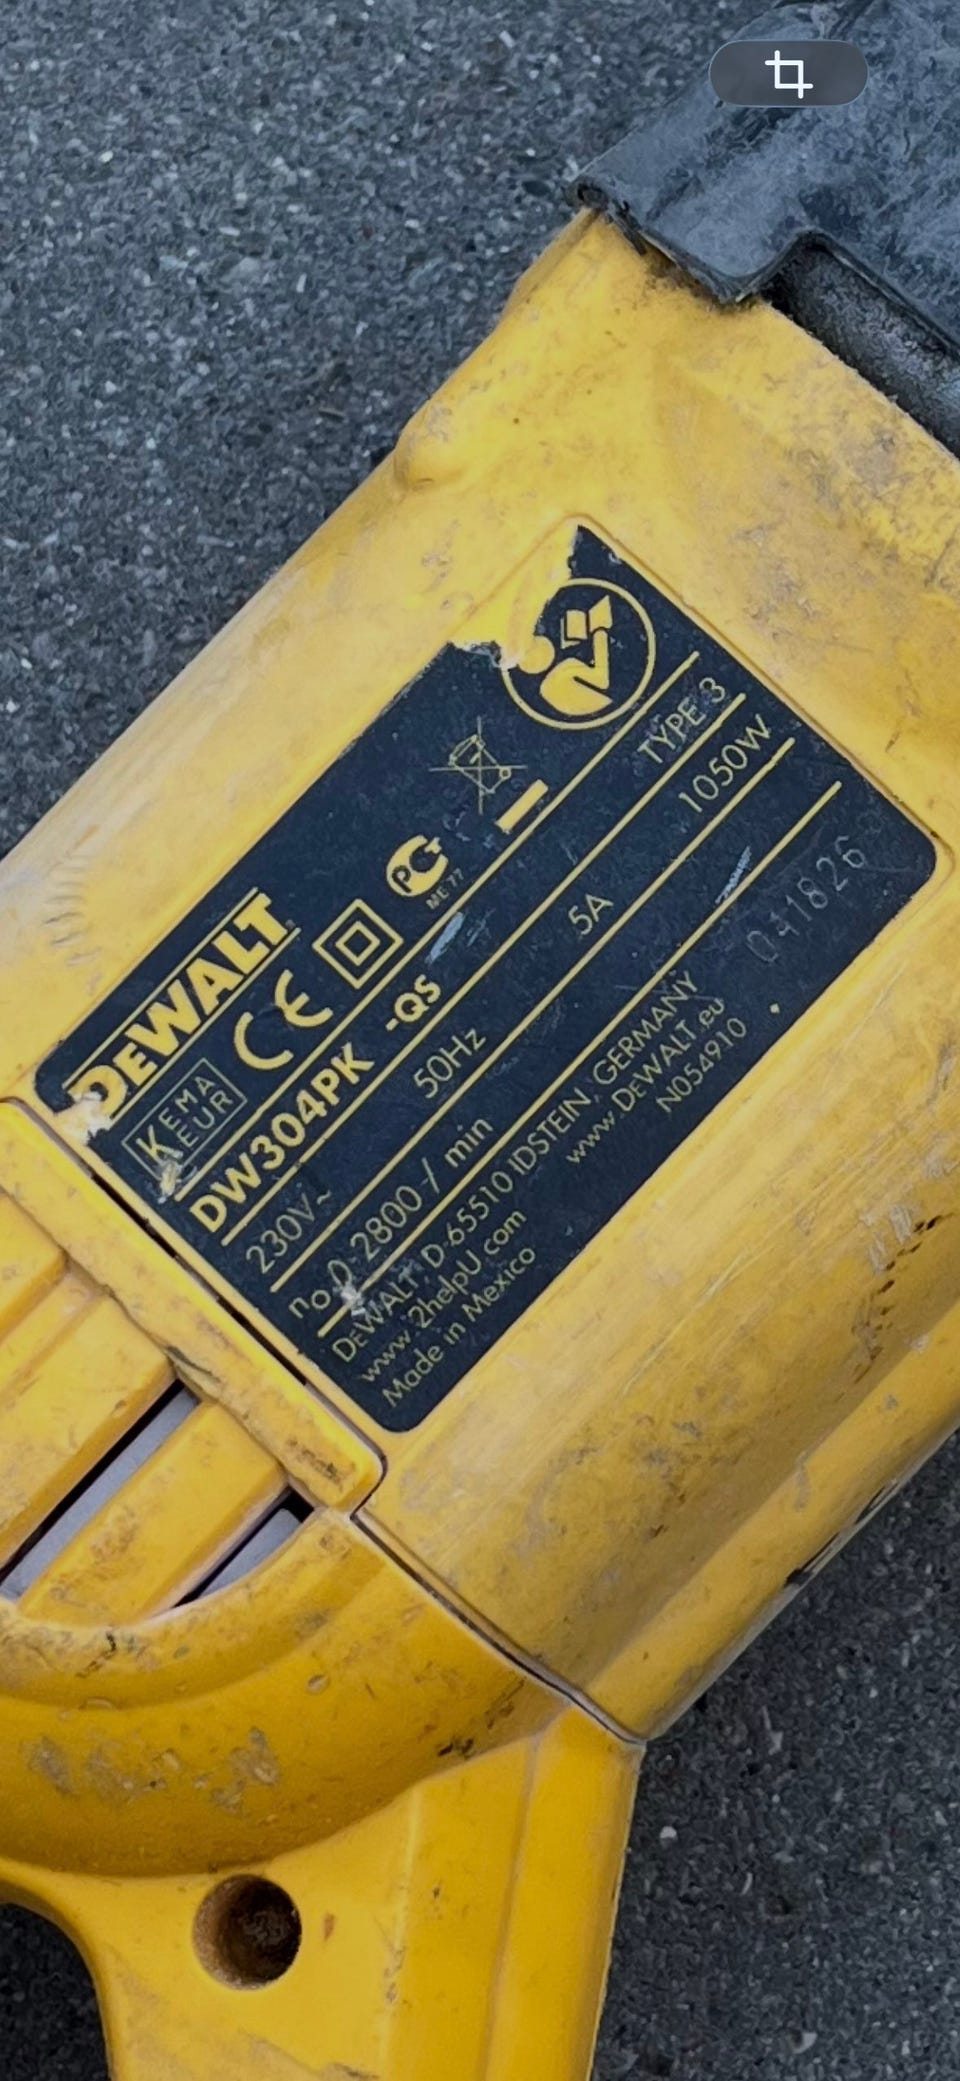 DEWALT
KEMA
EUR
CE
PG
ME 77
DW304PK -QS TYPE 3
230V~ 50Hz 5A 1050W
no 0-2800 / min
DEWALT, D-65510 IDSTEIN, GERMANY
www.2helpU.com www.DEWALT.eu
Made in Mexico N054910
041826